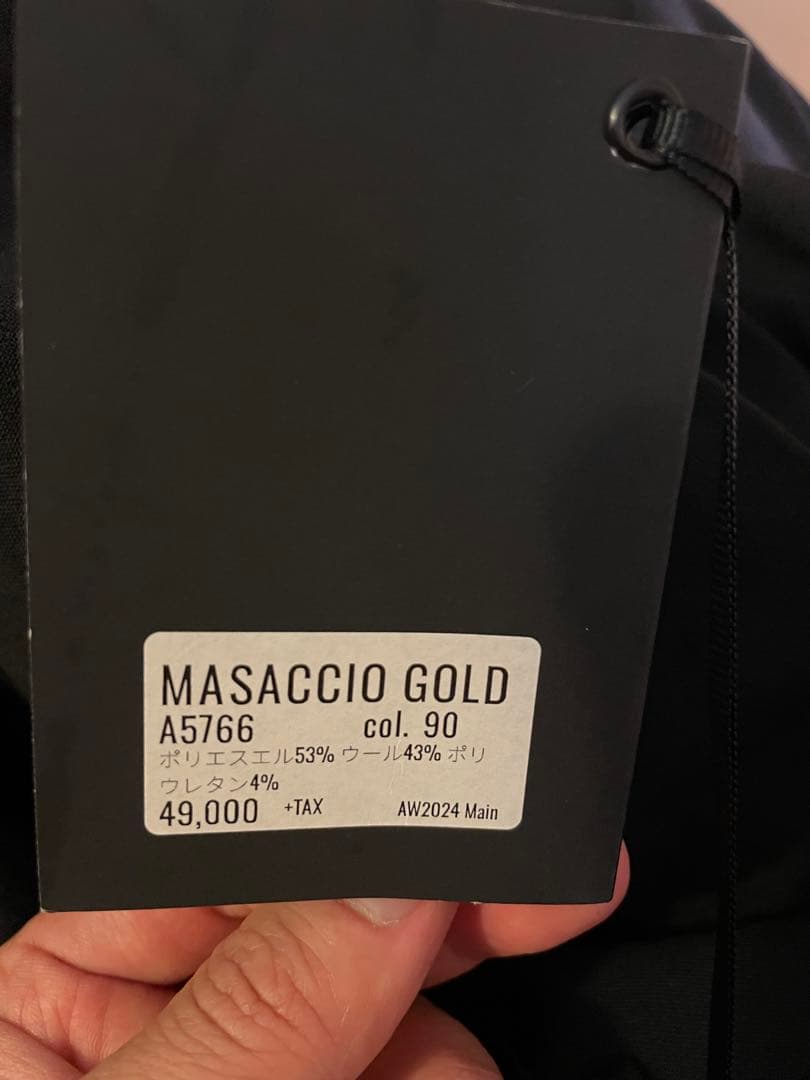 MASACCIO GOLD
A5766 col. 90
ポリエスエル53% ウール43% ポリ
ウレタン4%
49,000 +TAX AW2024 Main